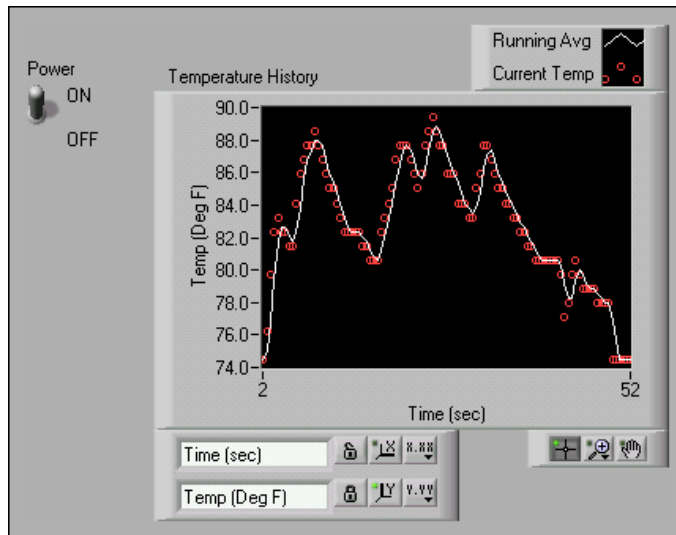 Running Avg
Current Temp
Power
ON
OFF
Temperature History
90.0
88.0
86.0
84.0
82.0
80.0
78.0
76.0
74.0
Temp (Deg F)
2
52
Time (sec)
Time (sec)
X
X.XX
Temp (Deg F)
Y
Y.YY